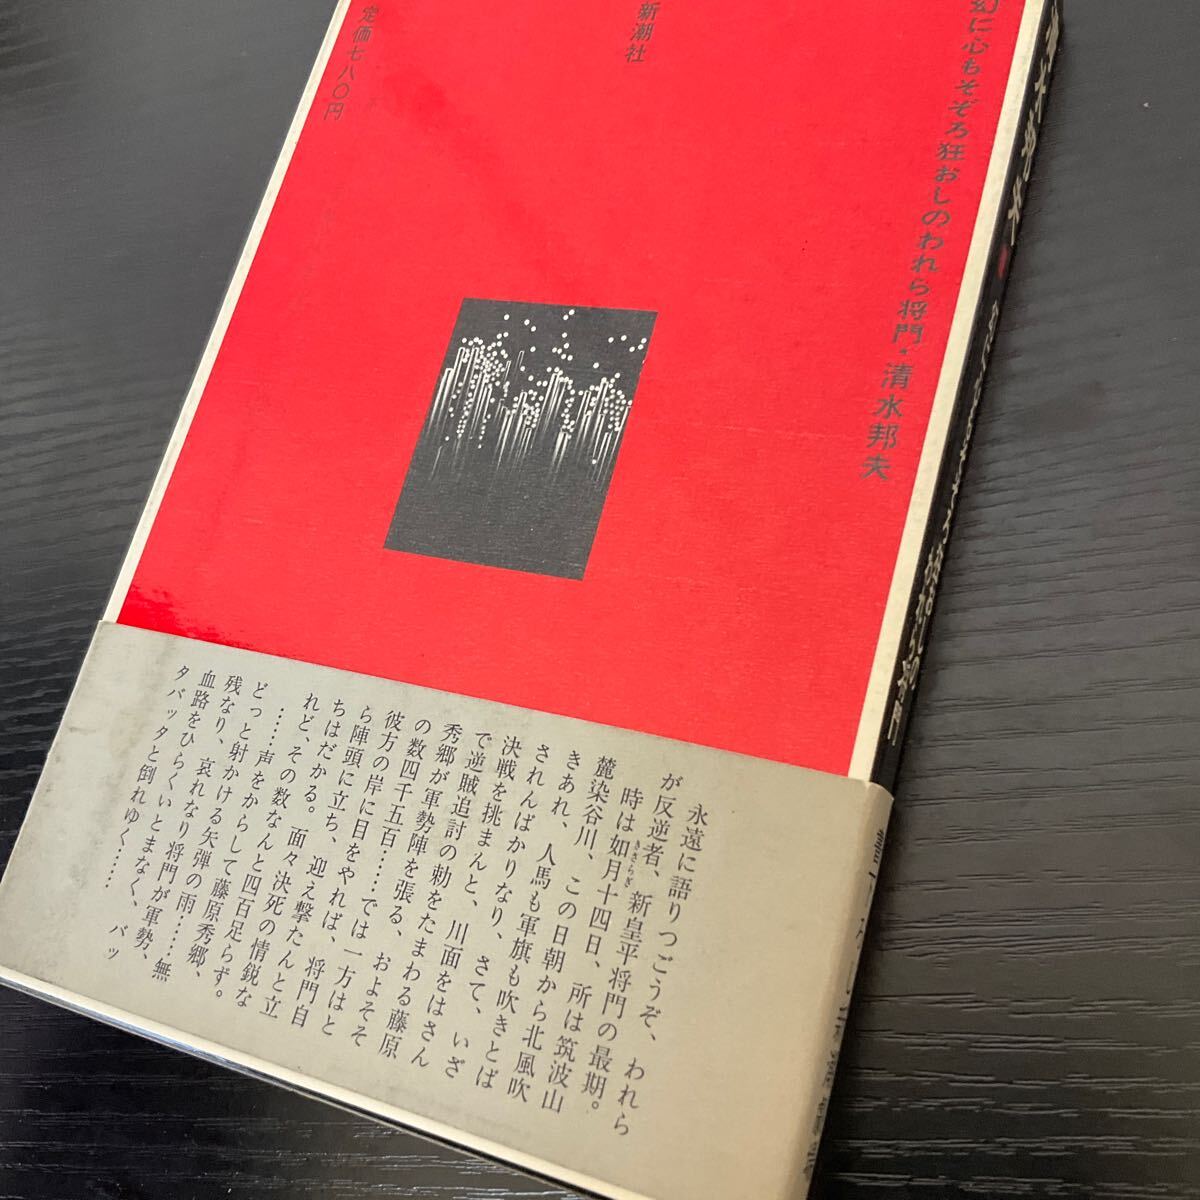 幻に心もそぞろ狂おしのわれら将門・清水邦夫
新潮社
定価七八〇円
永遠に語りつごうぞ、われら
が反逆者、新皇平将門の最期。
時は如月十四日、所は筑波山
きさらぎ
麓染谷川、この日朝から北風吹
きあれ、人馬も軍旗も吹きとば
されんばかりなり、さて、いざ
決戦を挑まんと、川面をはさん
で逆賊追討の勅をたまわる藤原
秀郷が軍勢陣を張る、およそそ
の数四千五百……では一方はと
彼方の岸に目をやれば、将門自
ら陣頭に立ち、迎え撃たんと立
ちはだかる。面々決死の情鋭な
れど、その数なんと四百足らず。
……声をからして藤原秀郷、
どっと射かける矢弾の雨……無
残なり、哀れなり将門が軍勢、
血路をひらくいとまなく、バッ
タバッタと倒れゆく……